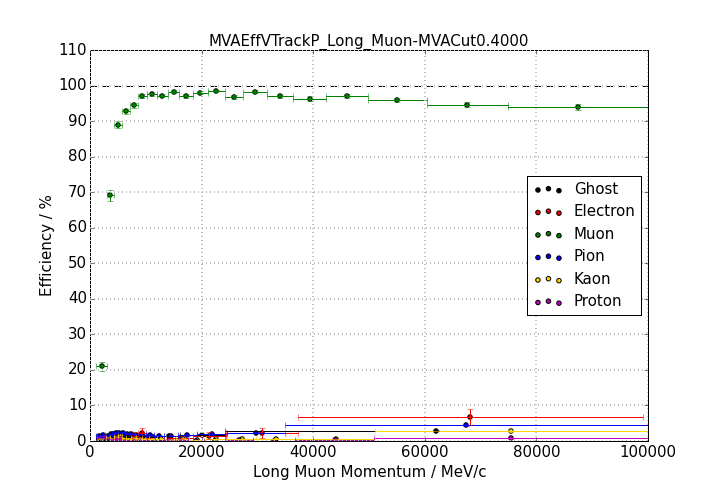 MVAEffVTrackP_Long_Muon-MVACut0.4000
110
100
90
80
70
60
50
40
30
20
10
0
Efficiency / %
Ghost
Electron
Muon
Pion
Kaon
Proton
0 20000 40000 60000 80000 100000
Long Muon Momentum / MeV/c